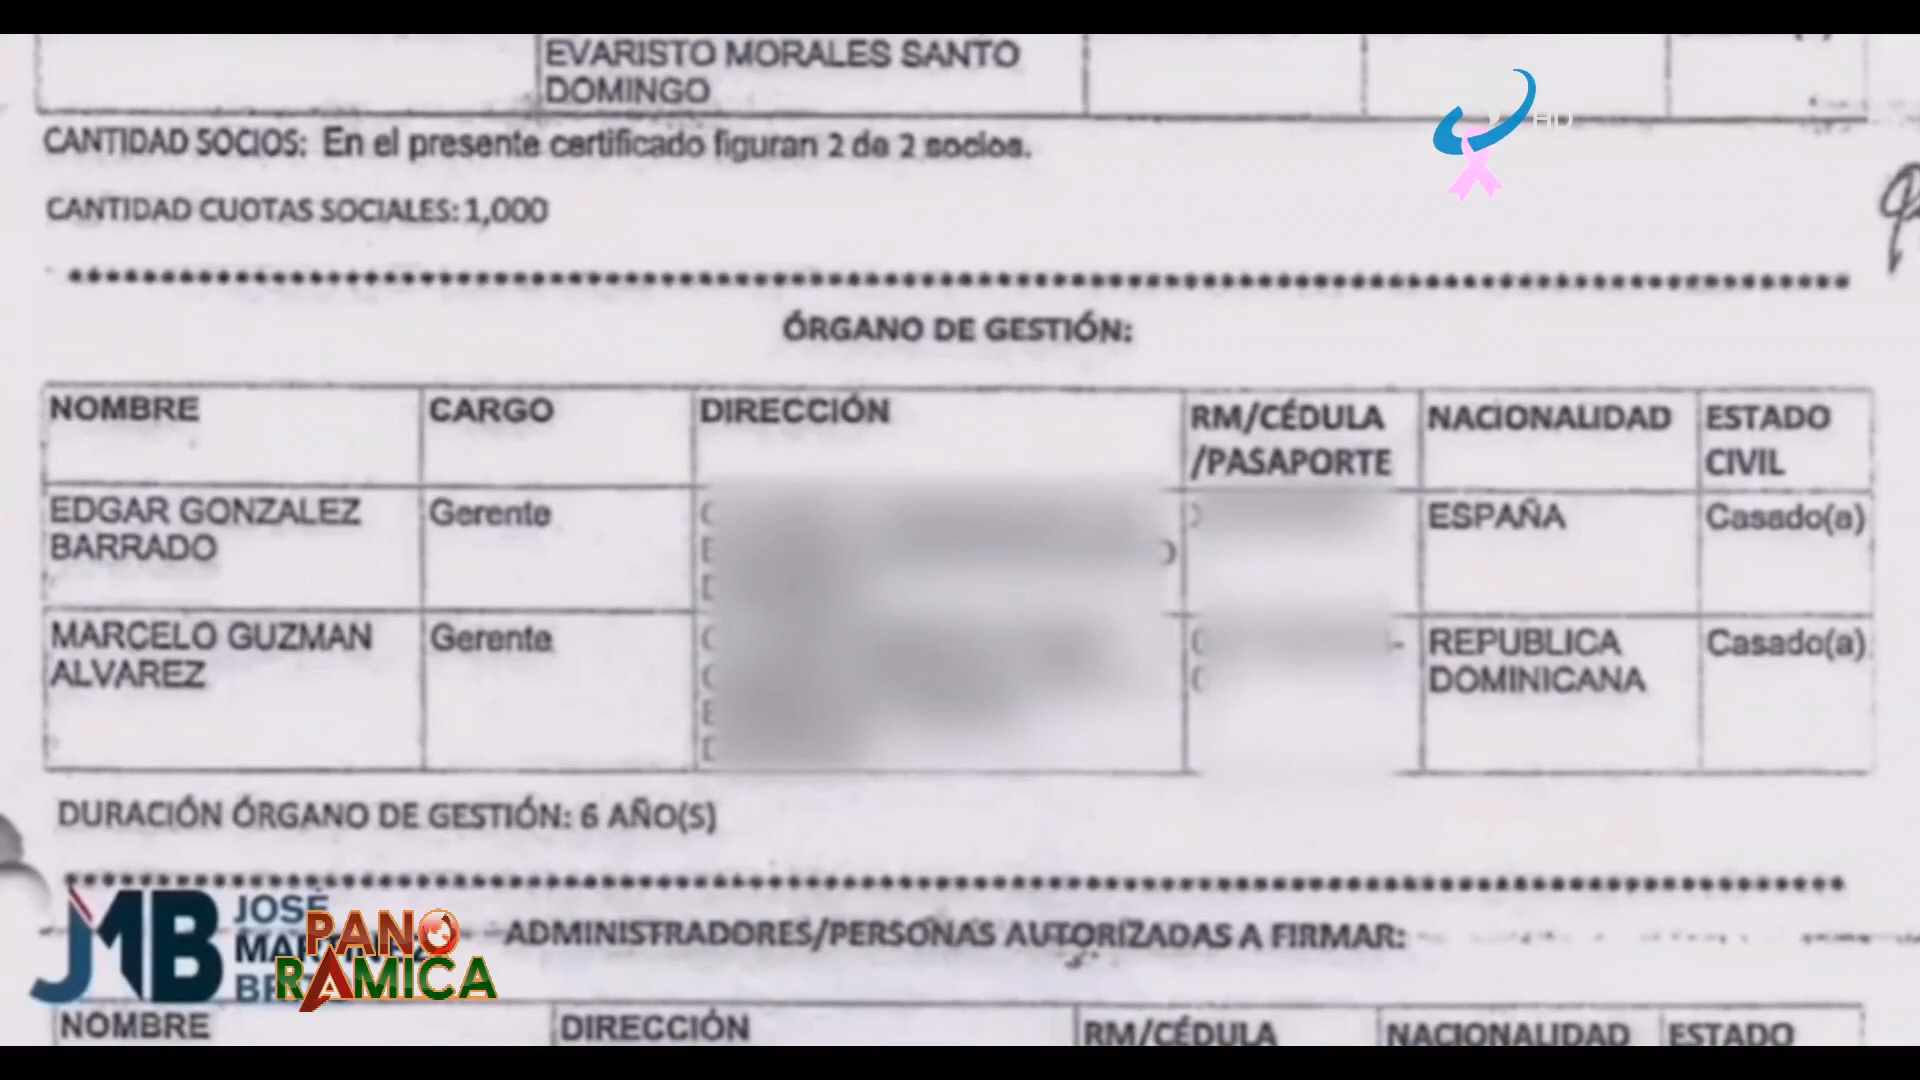 EVARISTO MORALES SANTO
DOMINGO
HD
CANTIDAD SOCIOS: En el presente certificado figuran 2 de 2 socios.
CANTIDAD CUOTAS SOCIALES: 1,000
ÓRGANO DE GESTIÓN:
NOMBRE CARGO DIRECCIÓN RM/CÉDULA /PASAPORTE NACIONALIDAD ESTADO CIVIL
EDGAR GONZALEZ BARRADO Gerente ESPAÑA Casado(a)
MARCELO GUZMAN ALVAREZ Gerente REPUBLICA DOMINICANA Casado(a)
DURACIÓN ÓRGANO DE GESTIÓN: 6 AÑO(S)
JMB JOSÉ
PANORAMICA
ADMINISTRADORES/PERSONAS AUTORIZADAS A FIRMAR:
NOMBRE DIRECCIÓN RM/CÉDULA NACIONALIDAD ESTADO